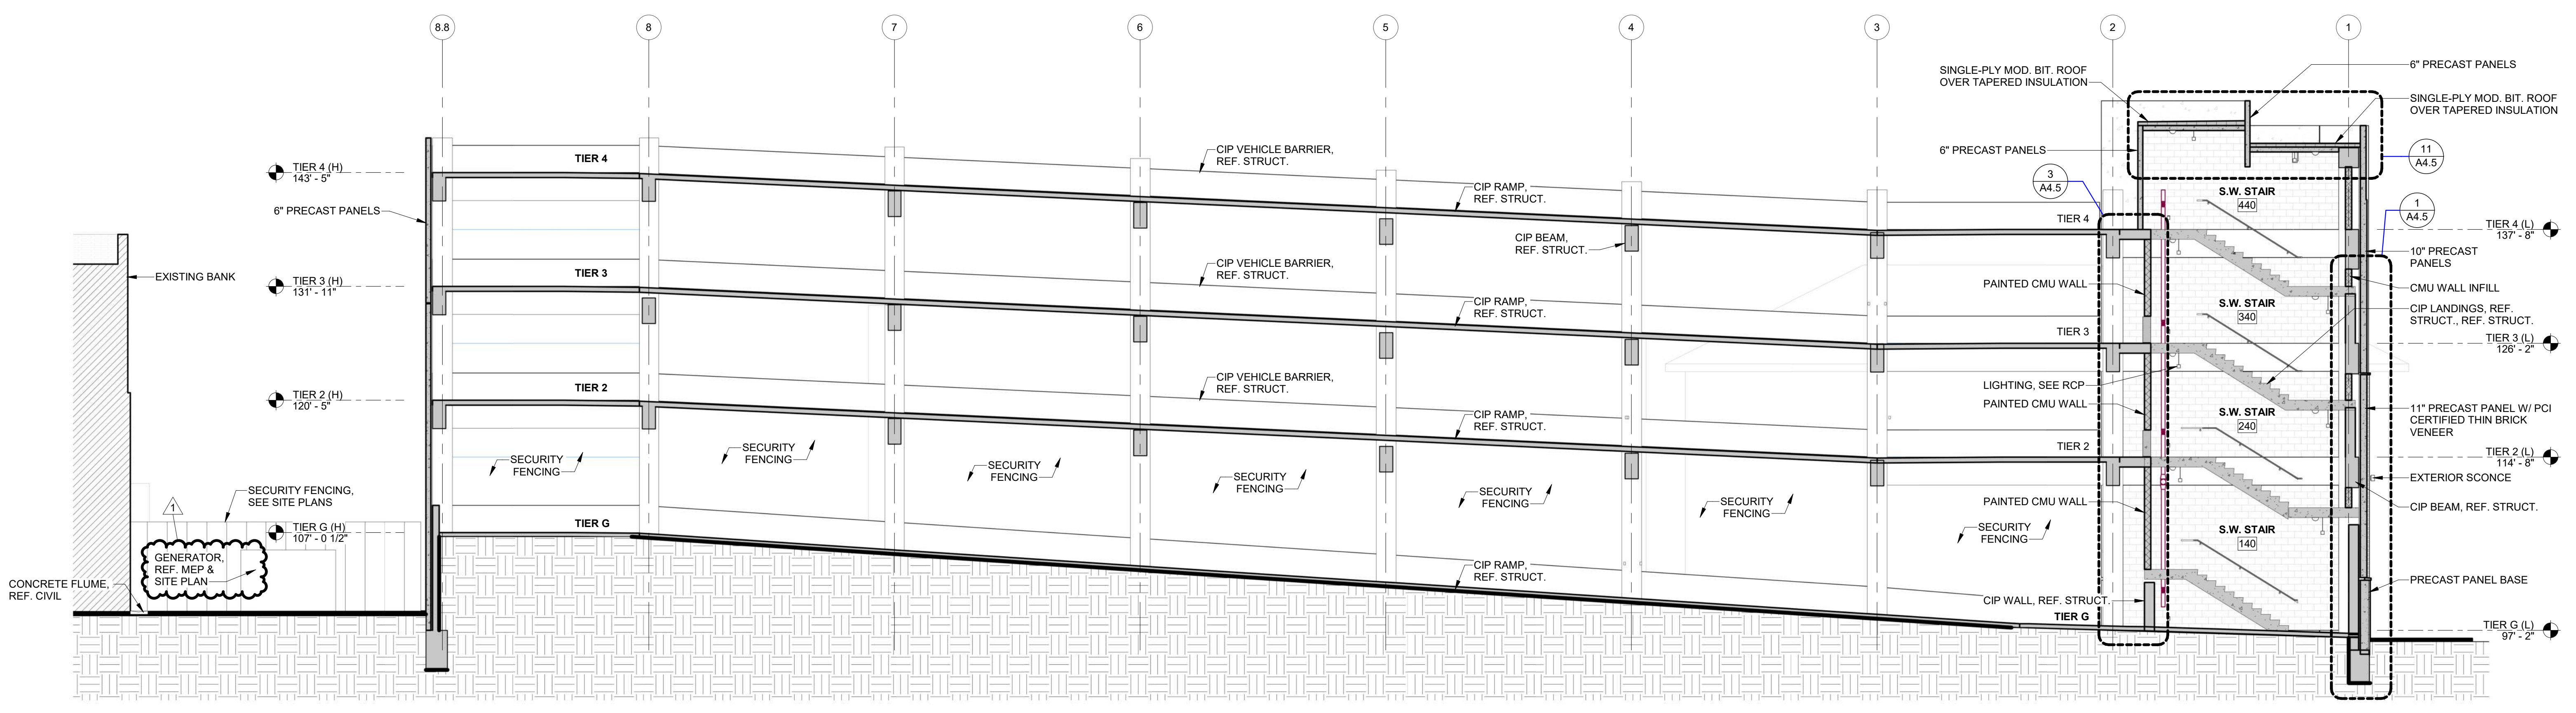 8.8
8
7
6
5
4
3
2
1
SINGLE-PLY MOD. BIT. ROOF
OVER TAPERED INSULATION
6" PRECAST PANELS
SINGLE-PLY MOD. BIT. ROOF
OVER TAPERED INSULATION
6" PRECAST PANELS
11
A4.5
3
A4.5
1
A4.5
TIER 4 (H)
143' - 5"
6" PRECAST PANELS
TIER 4
CIP VEHICLE BARRIER,
REF. STRUCT.
CIP RAMP,
REF. STRUCT.
CIP BEAM,
REF. STRUCT.
TIER 4
S.W. STAIR
440
TIER 4 (L)
137' - 8"
10" PRECAST
PANELS
EXISTING BANK
TIER 3 (H)
131' - 11"
TIER 3
CIP VEHICLE BARRIER,
REF. STRUCT.
CIP RAMP,
REF. STRUCT.
PAINTED CMU WALL
CMU WALL INFILL
S.W. STAIR
340
CIP LANDINGS, REF.
STRUCT., REF. STRUCT.
TIER 3
TIER 3 (L)
126' - 2"
TIER 2 (H)
120' - 5"
TIER 2
CIP VEHICLE BARRIER,
REF. STRUCT.
CIP RAMP,
REF. STRUCT.
LIGHTING, SEE RCP
PAINTED CMU WALL
S.W. STAIR
240
11" PRECAST PANEL W/ PCI
CERTIFIED THIN BRICK
VENEER
TIER 2
TIER 2 (L)
114' - 8"
SECURITY
FENCING
SECURITY
FENCING
SECURITY
FENCING
SECURITY
FENCING
SECURITY
FENCING
SECURITY
FENCING
SECURITY
FENCING
EXTERIOR SCONCE
PAINTED CMU WALL
CIP BEAM, REF. STRUCT.
SECURITY FENCING,
SEE SITE PLANS
1
TIER G (H)
107' - 0 1/2"
TIER G
S.W. STAIR
140
GENERATOR,
REF. MEP &
SITE PLAN
CONCRETE FLUME,
REF. CIVIL
CIP RAMP,
REF. STRUCT.
PRECAST PANEL BASE
CIP WALL, REF. STRUCT.
TIER G
TIER G (L)
97' - 2"